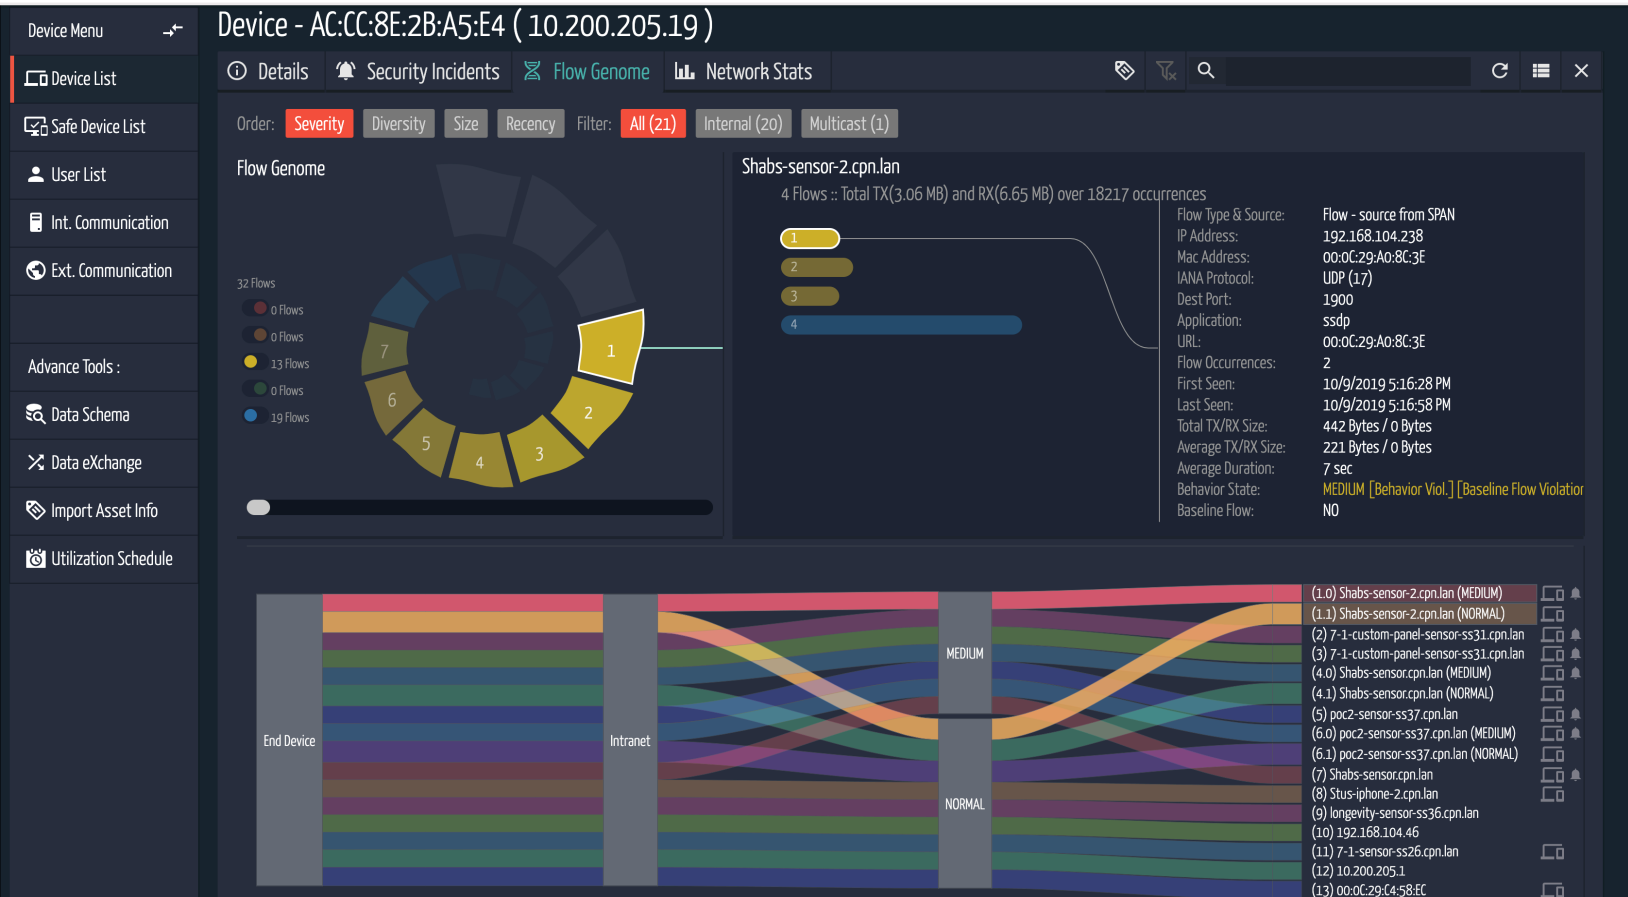 Device Menu
Device List
Safe Device List
User List
Int. Communication
Ext. Communication
Advance Tools :
Data Schema
Data eXchange
Import Asset Info
Utilization Schedule
Device - AC:CC:8E:2B:A5:E4 ( 10.200.205.19 )
Details Security Incidents Flow Genome Network Stats
Order: Severity Diversity Size Recency Filter: All (21) Internal (20) Multicast (1)
Flow Genome
32 Flows
0 Flows
0 Flows
13 Flows
0 Flows
19 Flows
1
2
3
4
5
6
7
Shabs-sensor-2.cpn.lan
4 Flows :: Total TX(3.06 MB) and RX(6.65 MB) over 18217 occurrences
1
2
3
4
Flow Type & Source: Flow - source from SPAN
IP Address: 192.168.104.238
Mac Address: 00:0C:29:A0:8C:3E
IANA Protocol: UDP (17)
Dest Port: 1900
Application: ssdp
URL: 00:0C:29:A0:8C:3E
Flow Occurrences: 2
First Seen: 10/9/2019 5:16:28 PM
Last Seen: 10/9/2019 5:16:58 PM
Total TX/RX Size: 442 Bytes / 0 Bytes
Average TX/RX Size: 221 Bytes / 0 Bytes
Average Duration: 7 sec
Behavior State: MEDIUM [Behavior Viol.] [Baseline Flow Violation
Baseline Flow: NO
End Device
Intranet
MEDIUM
NORMAL
(1.0) Shabs-sensor-2.cpn.lan (MEDIUM)
(1.1) Shabs-sensor-2.cpn.lan (NORMAL)
(2) 7-1-custom-panel-sensor-ss31.cpn.lan
(3) 7-1-custom-panel-sensor-ss31.cpn.lan
(4.0) Shabs-sensor.cpn.lan (MEDIUM)
(4.1) Shabs-sensor.cpn.lan (NORMAL)
(5) poc2-sensor-ss37.cpn.lan
(6.0) poc2-sensor-ss37.cpn.lan (MEDIUM)
(6.1) poc2-sensor-ss37.cpn.lan (NORMAL)
(7) Shabs-sensor.cpn.lan
(8) Stus-iphone-2.cpn.lan
(9) longevity-sensor-ss36.cpn.lan
(10) 192.168.104.46
(11) 7-1-sensor-ss26.cpn.lan
(12) 10.200.205.1
(13) 00:0C:29:C4:58:EC